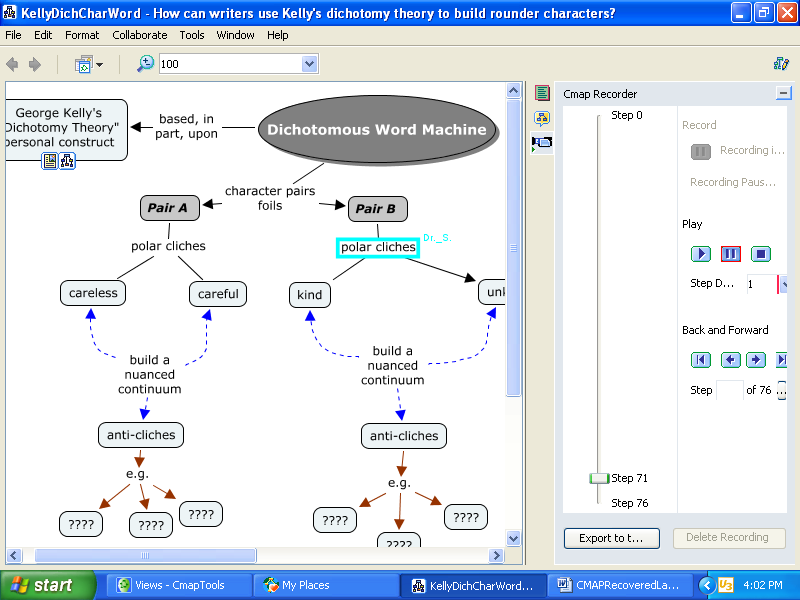 KellyDichCharWord - How can writers use Kelly's dichotomy theory to build rounder characters?
File Edit Format Collaborate Tools Window Help
100
George Kelly's
Dichotomy Theory"
personal construct
based, in
part, upon
Dichotomous Word Machine
character pairs
foils
Pair A
Pair B
polar cliches
polar cliches
Dr._S.
careless
careful
kind
unk
build a
nuanced
continuum
build a
nuanced
continuum
anti-cliches
anti-cliches
e.g.
e.g.
????
????
????
????
????
????
Cmap Recorder
Step 0
Step 71
Step 76
Record
Recording i...
Recording Paus...
Play
Step D... 1
Back and Forward
Step of 76 ...
Export to t...
Delete Recording
start
Views - CmapTools
My Places
KellyDichCharWord...
CMAPRecoveredLa...
4:02 PM